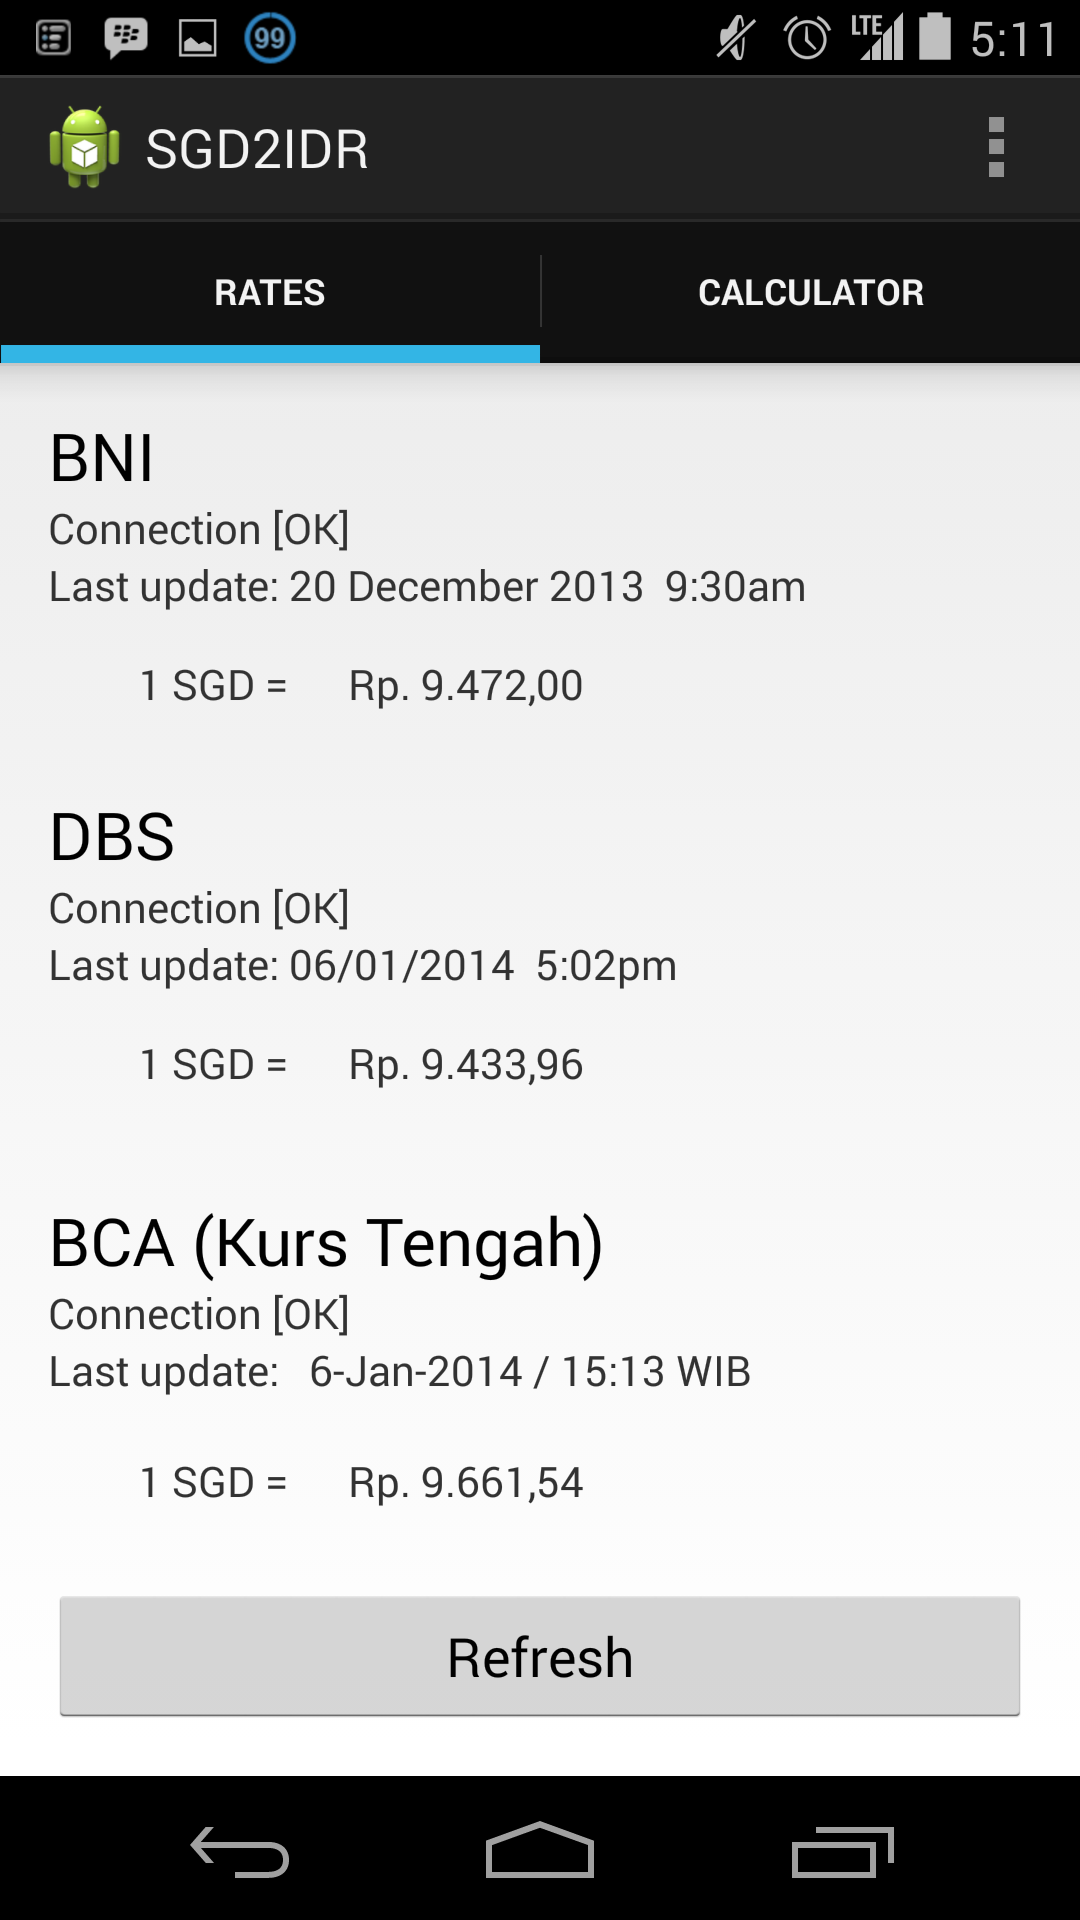 99 LTE 5:11
SGD2IDR
RATES CALCULATOR
BNI
Connection [OK]
Last update: 20 December 2013  9:30am
1 SGD = Rp. 9.472,00
DBS
Connection [OK]
Last update: 06/01/2014  5:02pm
1 SGD = Rp. 9.433,96
BCA (Kurs Tengah)
Connection [OK]
Last update:   6-Jan-2014 / 15:13 WIB
1 SGD = Rp. 9.661,54
Refresh